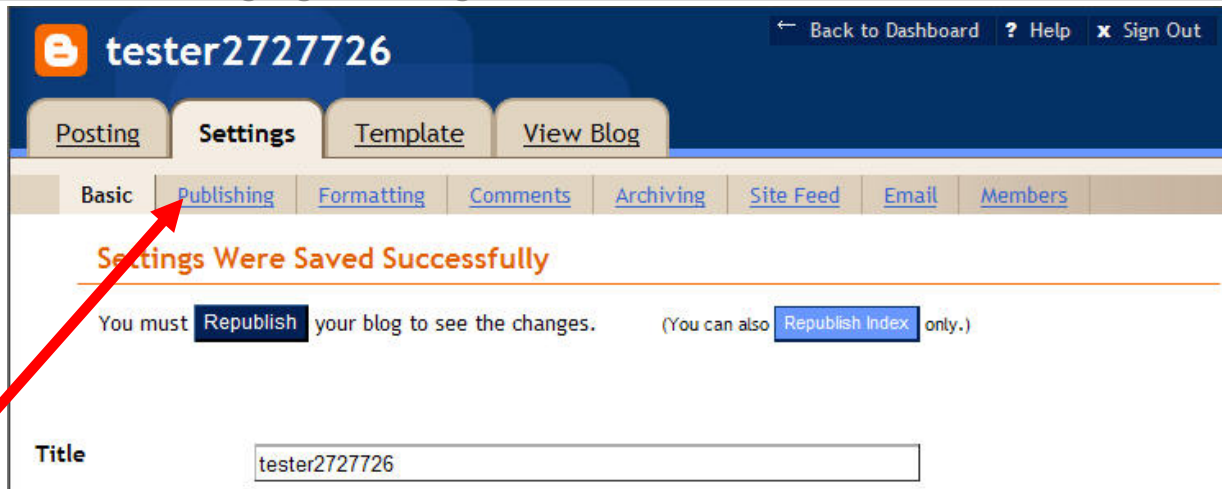 tester2727726
← Back to Dashboard ? Help x Sign Out
Posting Settings Template View Blog
Basic Publishing Formatting Comments Archiving Site Feed Email Members
Settings Were Saved Successfully
You must Republish your blog to see the changes. (You can also Republish Index only.)
Title tester2727726